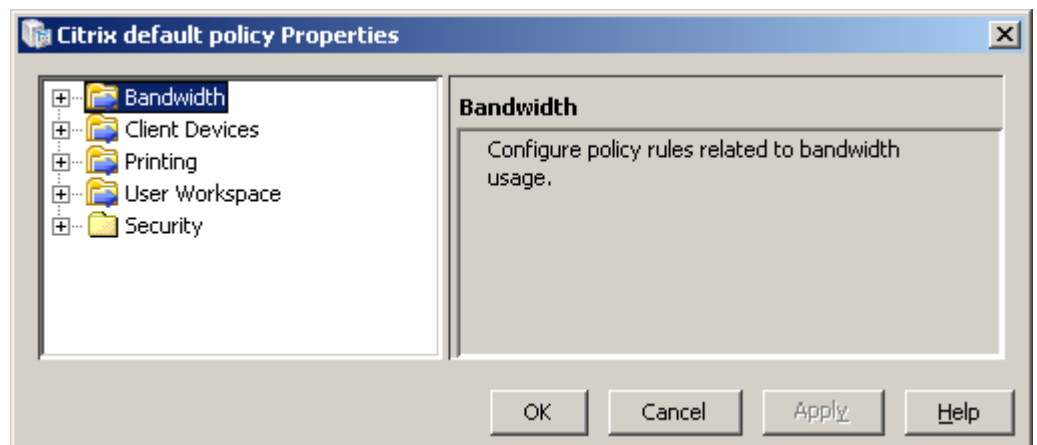 Citrix default policy Properties
Bandwidth
Client Devices
Printing
User Workspace
Security
Bandwidth
Configure policy rules related to bandwidth
usage.
OK
Cancel
Apply
Help